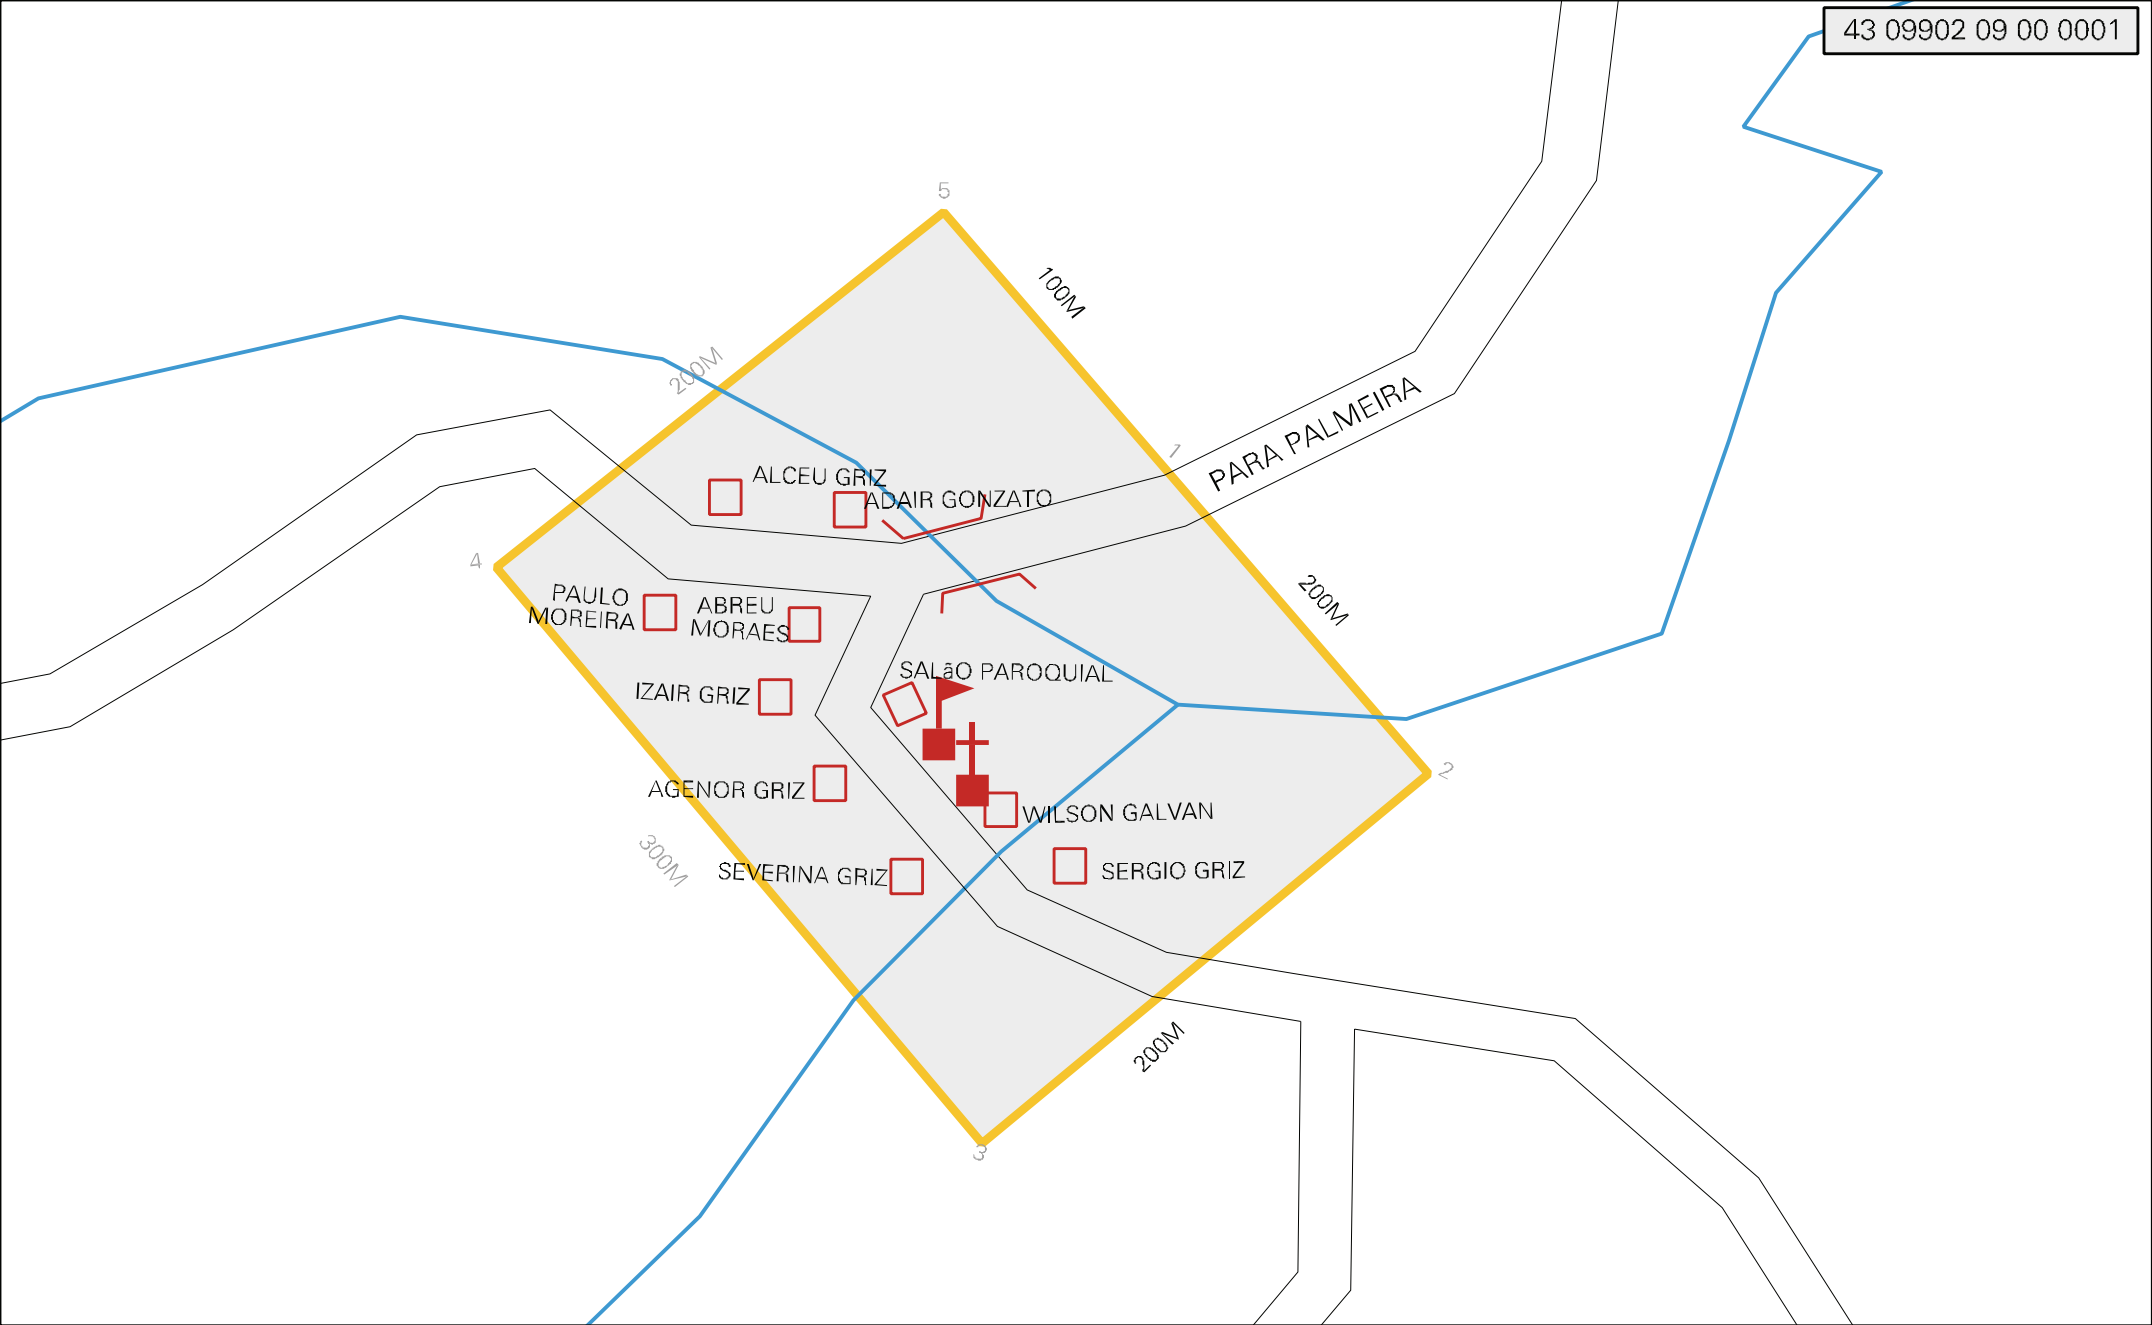 43 09902 09 00 0001
5
100M
200M
1
PARA PALMEIRA
ALCEU GRIZ
ADAIR GONZATO
4
PAULO
MOREIRA
ABREU
MORAES
200M
SALãO PAROQUIAL
IZAIR GRIZ
2
AGENOR GRIZ
WILSON GALVAN
300M
SEVERINA GRIZ
SERGIO GRIZ
200M
3